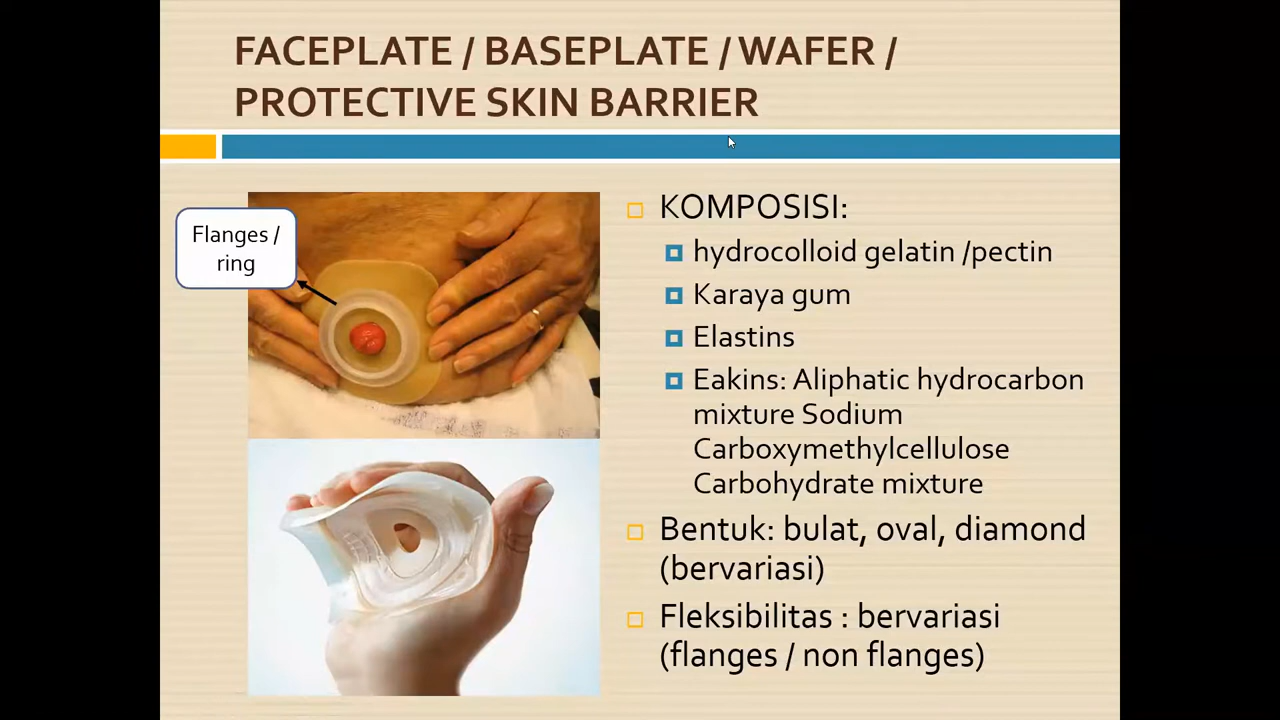 FACEPLATE / BASEPLATE / WAFER /
PROTECTIVE SKIN BARRIER
Flanges /
ring
KOMPOSISI:
hydrocolloid gelatin /pectin
Karaya gum
Elastins
Eakins: Aliphatic hydrocarbon
mixture Sodium
Carboxymethylcellulose
Carbohydrate mixture
Bentuk: bulat, oval, diamond
(bervariasi)
Fleksibilitas : bervariasi
(flanges / non flanges)